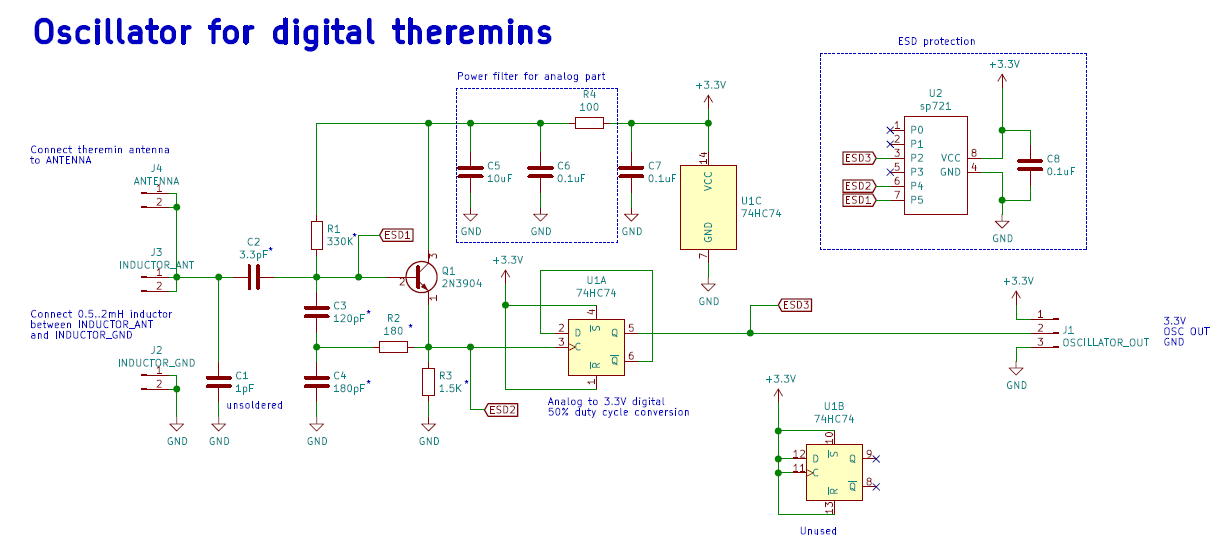 Oscillator for digital theremins
ESD protection
Power filter for analog part
+3.3V
U2
sp721
1 P0
2 P1
ESD3 3 P2
5 P3
ESD2 6 P4
ESD1 7 P5
VCC 8
GND 4
C8
0.1uF
GND
R4
100
+3.3V
C5
10uF
C6
0.1uF
C7
0.1uF
GND
GND
GND
14
VCC
GND
7
U1C
74HC74
GND
Connect theremin antenna
to ANTENNA
J4
ANTENNA
1
2
R1
330K*
ESD1
J3
INDUCTOR_ANT
1
2
C2
3.3pF*
3
2
1
Q1
2N3904
Connect 0.5..2mH inductor
between INDUCTOR_ANT
and INDUCTOR_GND
C3
120pF*
R2
180 *
+3.3V
U1A
74HC74
4
S
2 D
3 C
Q 5
Q 6
R
1
ESD3
+3.3V
1
2
3
J1
OSCILLATOR_OUT
3.3V
OSC OUT
GND
GND
J2
INDUCTOR_GND
1
2
C1
1pF
unsoldered
C4
180pF*
R3
1.5K*
ESD2
Analog to 3.3V digital
50% duty cycle conversion
GND
GND
GND
GND
+3.3V
U1B
74HC74
10
S
12 D
11 C
Q 9
Q 8
R
13
Unused